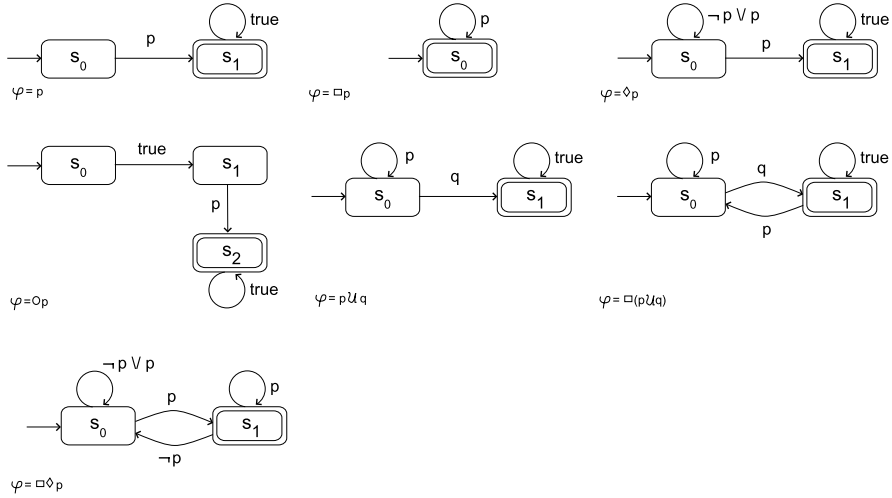 p
true
s0
s1
φ = p
p
s0
φ = □p
¬ p \/ p
true
p
s0
s1
φ = ◊p
true
s0
s1
p
s2
true
φ = ○p
p
true
q
s0
s1
φ = p U q
p
true
q
s0
s1
p
φ = □(pUq)
¬ p \/ p
p
p
s0
s1
¬p
φ = □◊p